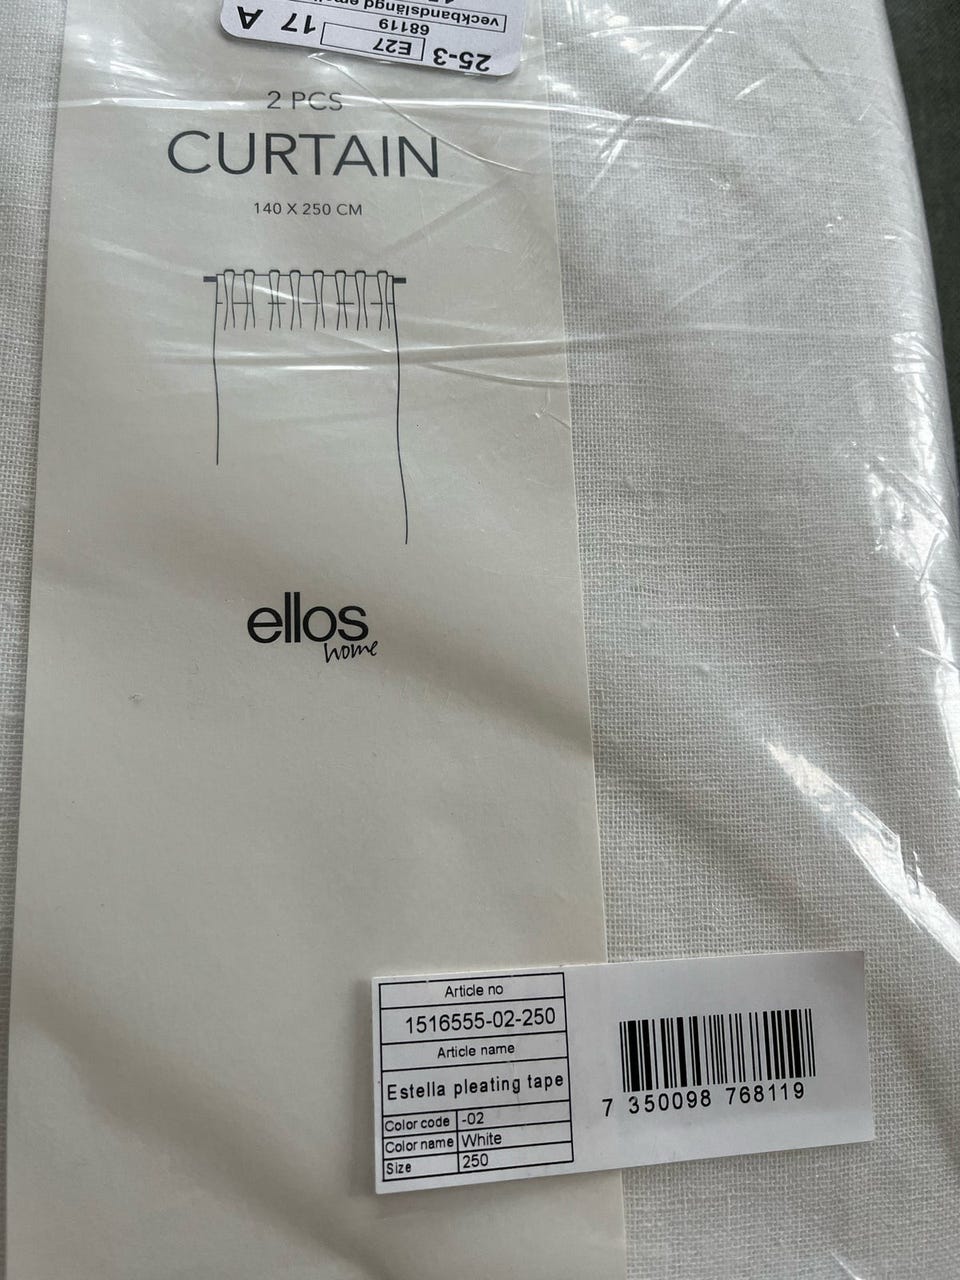 25-3 E27 17 A
68119
veckbandslängd
2 PCS
CURTAIN
140 X 250 CM
ellos
home
Article no
1516555-02-250
Article name
Estella pleating tape
Color code -02
Color name White
Size 250
7 350098 768119